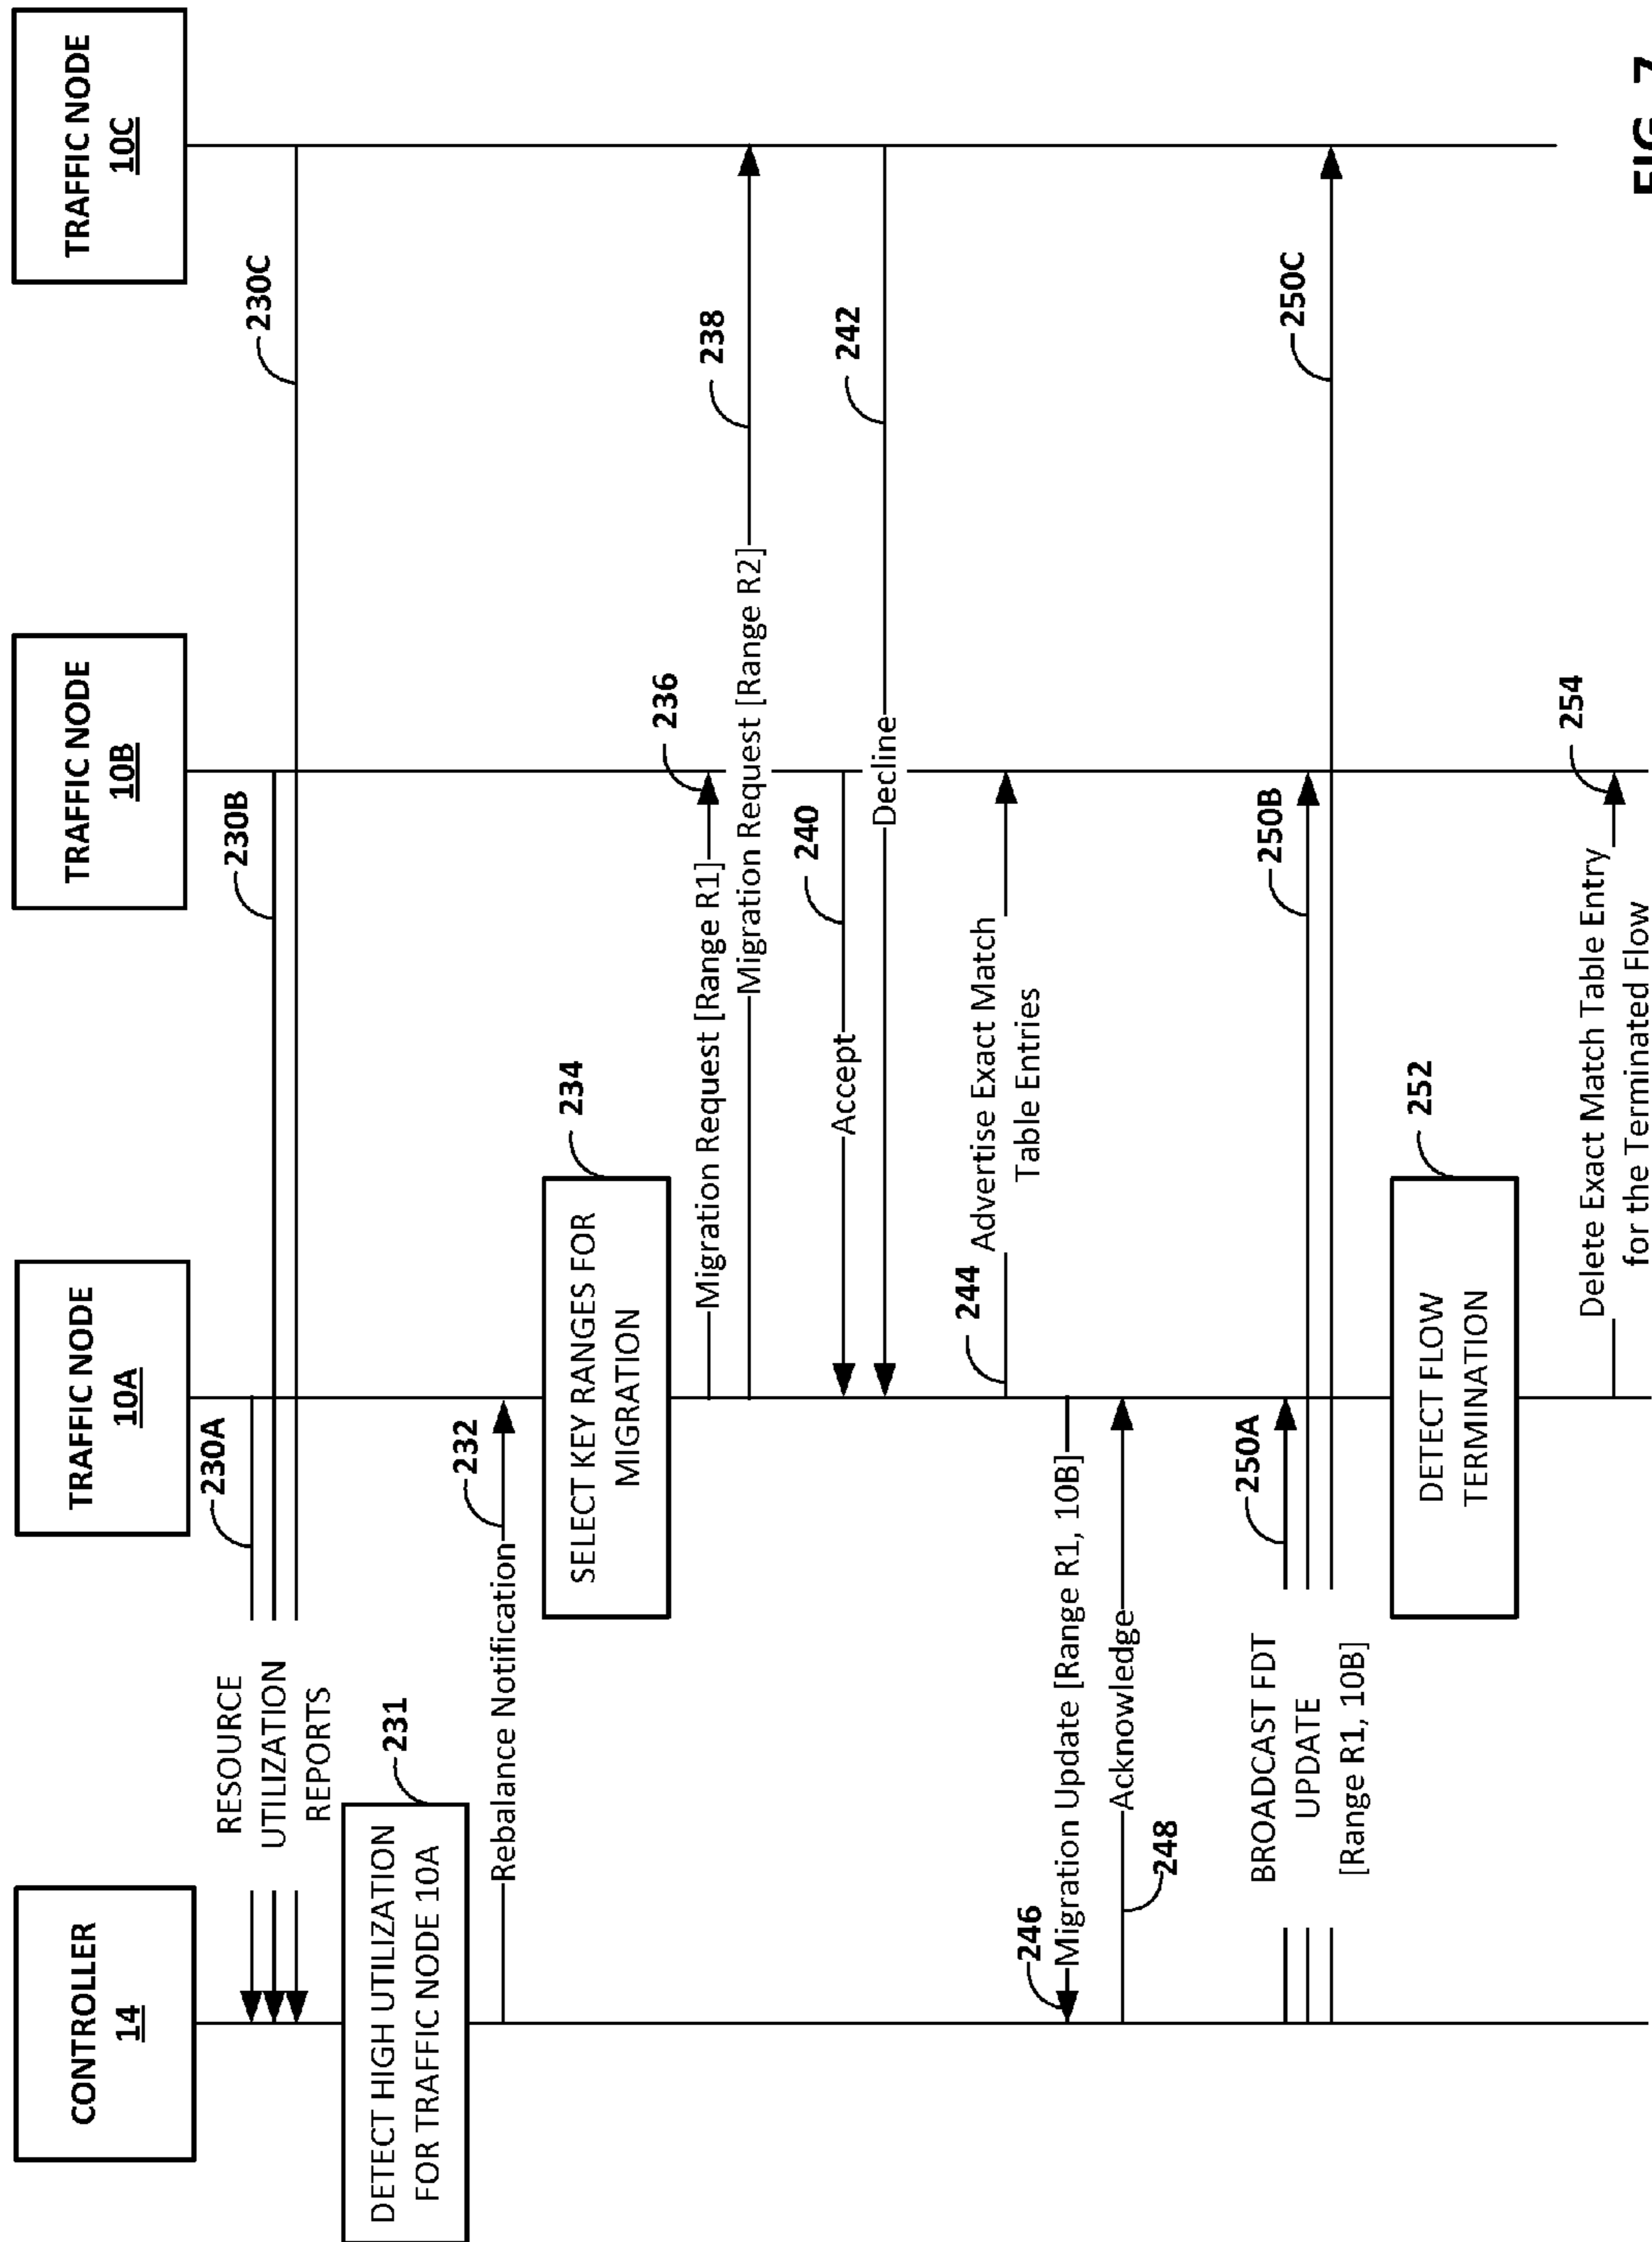 CONTROLLER
14
TRAFFIC NODE
10A
TRAFFIC NODE
10B
TRAFFIC NODE
10C
RESOURCE
UTILIZATION
REPORTS
230A
230B
230C
DETECT HIGH UTILIZATION
FOR TRAFFIC NODE 10A
231
Rebalance Notification
232
SELECT KEY RANGES FOR
MIGRATION
234
Migration Request [Range R1]
236
Migration Request [Range R2]
238
Accept
240
Decline
242
244
Advertise Exact Match
Table Entries
246
Migration Update [Range R1, 10B]
Acknowledge
248
BROADCAST FDT
UPDATE
[Range R1, 10B]
250A
250B
250C
DETECT FLOW
TERMINATION
252
Delete Exact Match Table Entry
for the Terminated Flow
254
FIG. 7